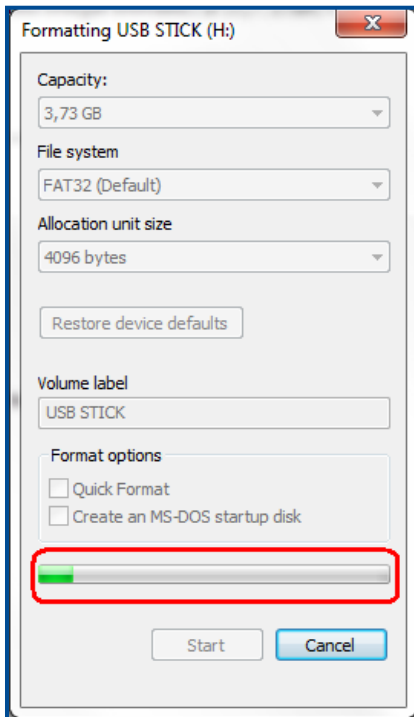 Formatting USB STICK (H:)
Capacity:
3,73 GB
File system
FAT32 (Default)
Allocation unit size
4096 bytes
Restore device defaults
Volume label
USB STICK
Format options
Quick Format
Create an MS-DOS startup disk
Start Cancel